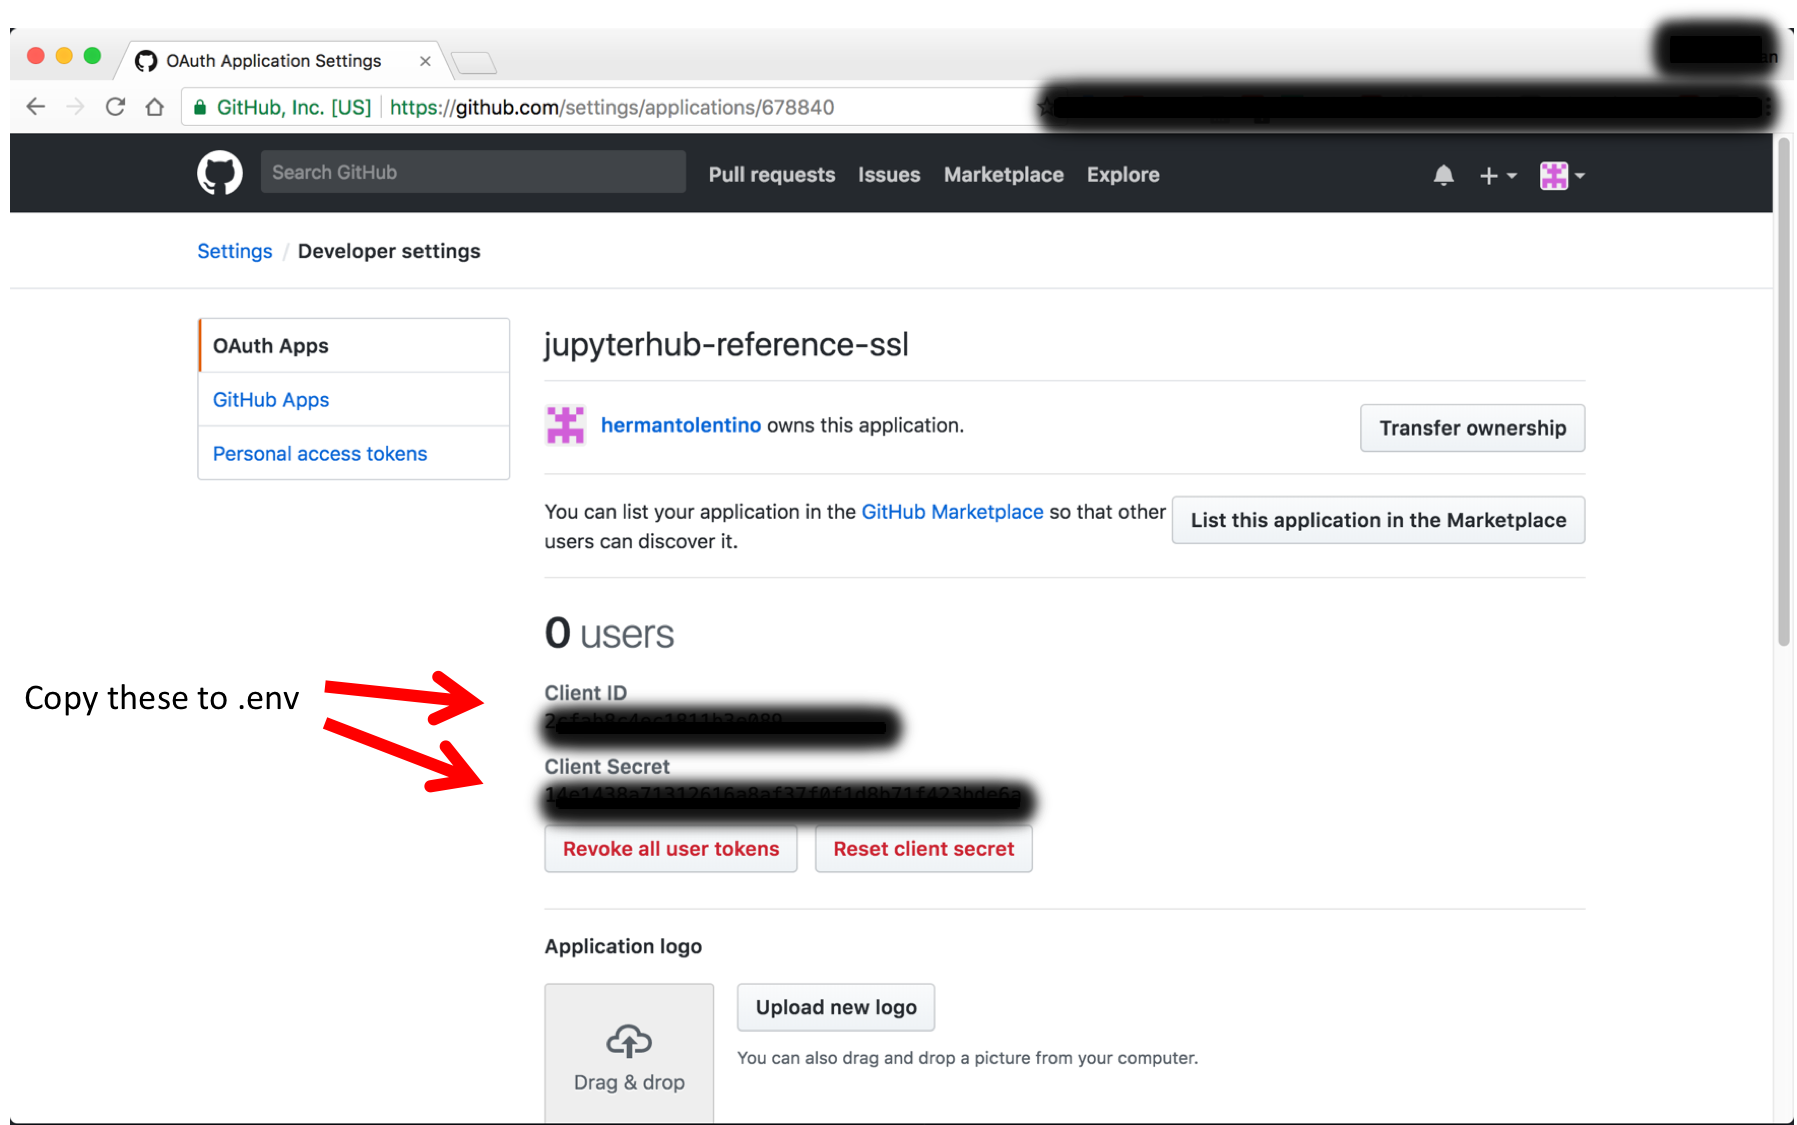 OAuth Application Settings
GitHub, Inc. [US] https://github.com/settings/applications/678840
Search GitHub Pull requests Issues Marketplace Explore
Settings / Developer settings
OAuth Apps
GitHub Apps
Personal access tokens
jupyterhub-reference-ssl
hermantolentino owns this application.
Transfer ownership
You can list your application in the GitHub Marketplace so that other
users can discover it.
List this application in the Marketplace
0 users
Copy these to .env
Client ID
Client Secret
Revoke all user tokens Reset client secret
Application logo
Drag & drop
Upload new logo
You can also drag and drop a picture from your computer.